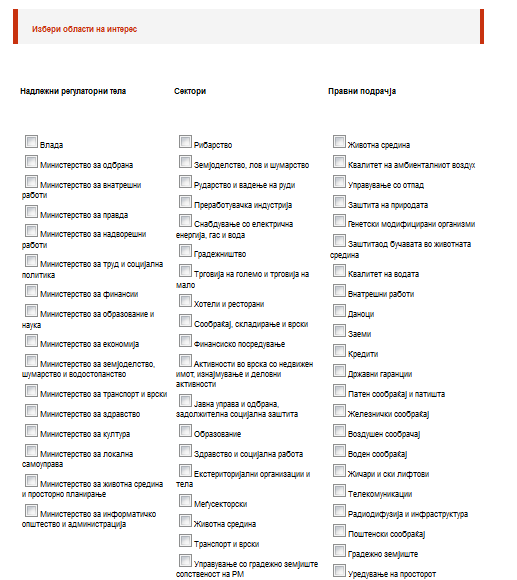 Избери области на интерес
Надлежни регулаторни тела
Влада
Министерство за одбрана
Министерство за внатрешни
работи
Министерство за правда
Министерство за надворешни
работи
Министерство за труд и социјална
политика
Министерство за финансии
Министерство за образование и
наука
Министерство за економија
Министерство за земјоделство,
шумарство и водостопанство
Министерство за транспорт и врски
Министерство за здравство
Министерство за култура
Министерство за локална
самоуправа
Министерство за животна средина
и просторно планирање
Министерство за информатичко
општество и администрација
Сектори
Рибарство
Земјоделство, лов и шумарство
Рударство и вадење на руди
Преработувачка индустрија
Снабдување со електрична
енергија, гас и вода
Градежништво
Трговија на големо и трговија на
мало
Хотели и ресторани
Сообраќај, складирање и врски
Финансиско посредување
Активности во врска со недвижен
имот, изнајмување и деловни
активности
Јавна управа и одбрана,
задолжителна социјална заштита
Образование
Здравство и социјална работа
Екстериторијални организации и
тела
Меѓусекторски
Животна средина
Транспорт и врски
Управување со градежно земјиште
сопственост на РМ
Правни подрачја
Животна средина
Квалитет на амбиенталниот воздух
Управување со отпад
Заштита на природата
Генетски модифицирани организми
Заштитаод бучавата во животната
средина
Квалитет на водата
Внатрешни работи
Даноци
Заеми
Кредити
Државни гаранции
Патен сообраќај и патишта
Железнички сообраќај
Воздушен сообрачај
Воден сообраќај
Жичари и ски лифтови
Телекомуникации
Радиодифузија и инфраструктура
Поштенски сообраќај
Градежно земјиште
Уредување на просторот